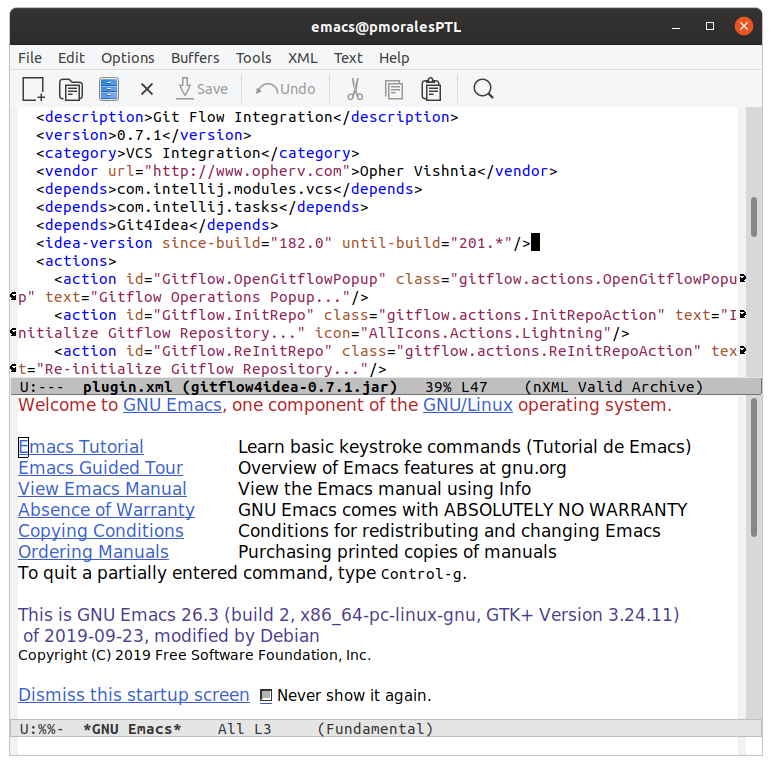 emacs@pmoralesPTL
File Edit Options Buffers Tools XML Text Help
Save Undo
<description>Git Flow Integration</description>
<version>0.7.1</version>
<category>VCS Integration</category>
<vendor url="http://www.opherv.com">Opher Vishnia</vendor>
<depends>com.intellij.modules.vcs</depends>
<depends>com.intellij.tasks</depends>
<depends>Git4Idea</depends>
<idea-version since-build="182.0" until-build="201.*"/>
<actions>
<action id="Gitflow.OpenGitflowPopup" class="gitflow.actions.OpenGitflowPopu
p" text="Gitflow Operations Popup..."/>
<action id="Gitflow.InitRepo" class="gitflow.actions.InitRepoAction" text="I
nitialize Gitflow Repository..." icon="AllIcons.Actions.Lightning"/>
<action id="Gitflow.ReInitRepo" class="gitflow.actions.ReInitRepoAction" tex
t="Re-initialize Gitflow Repository..."/>
U:--- plugin.xml (gitflow4idea-0.7.1.jar) 39% L47 (nXML Valid Archive)
Welcome to GNU Emacs, one component of the GNU/Linux operating system.
Emacs Tutorial Learn basic keystroke commands (Tutorial de Emacs)
Emacs Guided Tour Overview of Emacs features at gnu.org
View Emacs Manual View the Emacs manual using Info
Absence of Warranty GNU Emacs comes with ABSOLUTELY NO WARRANTY
Copying Conditions Conditions for redistributing and changing Emacs
Ordering Manuals Purchasing printed copies of manuals
To quit a partially entered command, type Control-g.
This is GNU Emacs 26.3 (build 2, x86_64-pc-linux-gnu, GTK+ Version 3.24.11)
of 2019-09-23, modified by Debian
Copyright (C) 2019 Free Software Foundation, Inc.
Dismiss this startup screen Never show it again.
U:%%- *GNU Emacs* All L3 (Fundamental)